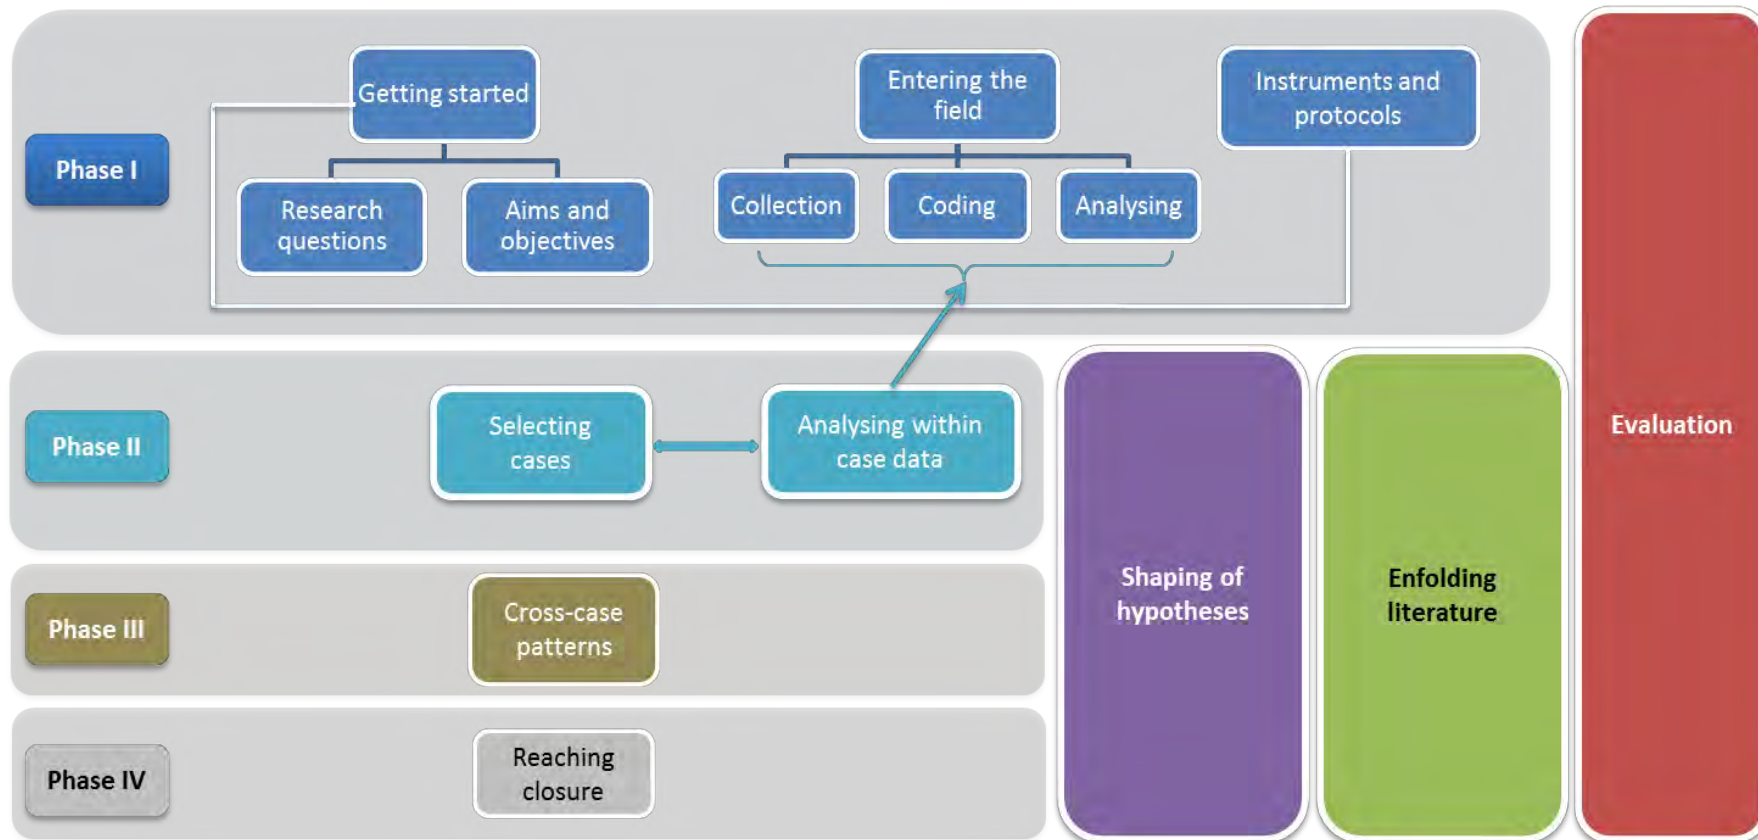 Phase I
Getting started
Research
questions
Aims and
objectives
Entering the
field
Collection
Coding
Analysing
Instruments and
protocols
Phase II
Selecting
cases
Analysing within
case data
Phase III
Cross-case
patterns
Phase IV
Reaching
closure
Shaping of
hypotheses
Enfolding
literature
Evaluation